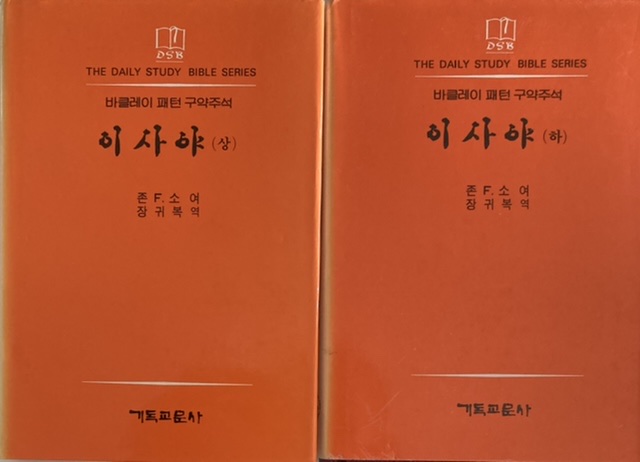 DSB
THE DAILY STUDY BIBLE SERIES
바클레이 패턴 구약주석
이사야 (상)
존 F. 소여
장귀복 역
기독교문사
DSB
THE DAILY STUDY BIBLE SERIES
바클레이 패턴 구약주석
이사야 (하)
존 F. 소여
장귀복 역
기독교문사